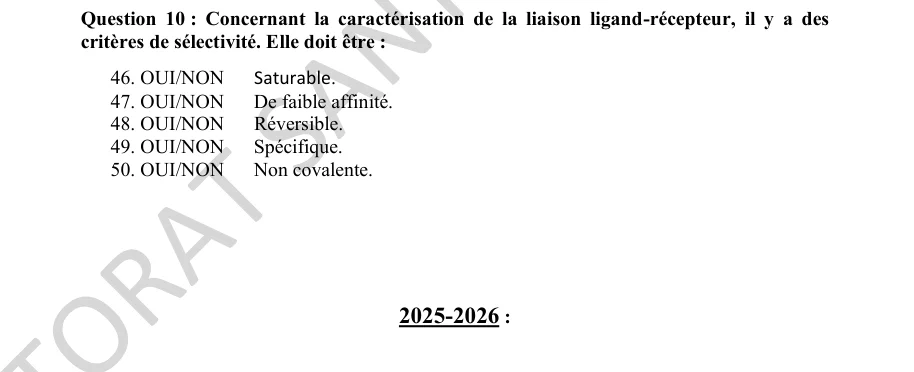 Question 10 : Concernant la caractérisation de la liaison ligand-récepteur, il y a des
critères de sélectivité. Elle doit être :
46. OUI/NON Saturable.
47. OUI/NON De faible affinité.
48. OUI/NON Réversible.
49. OUI/NON Spécifique.
50. OUI/NON Non covalente.
TORAT SAN
2025-2026 :